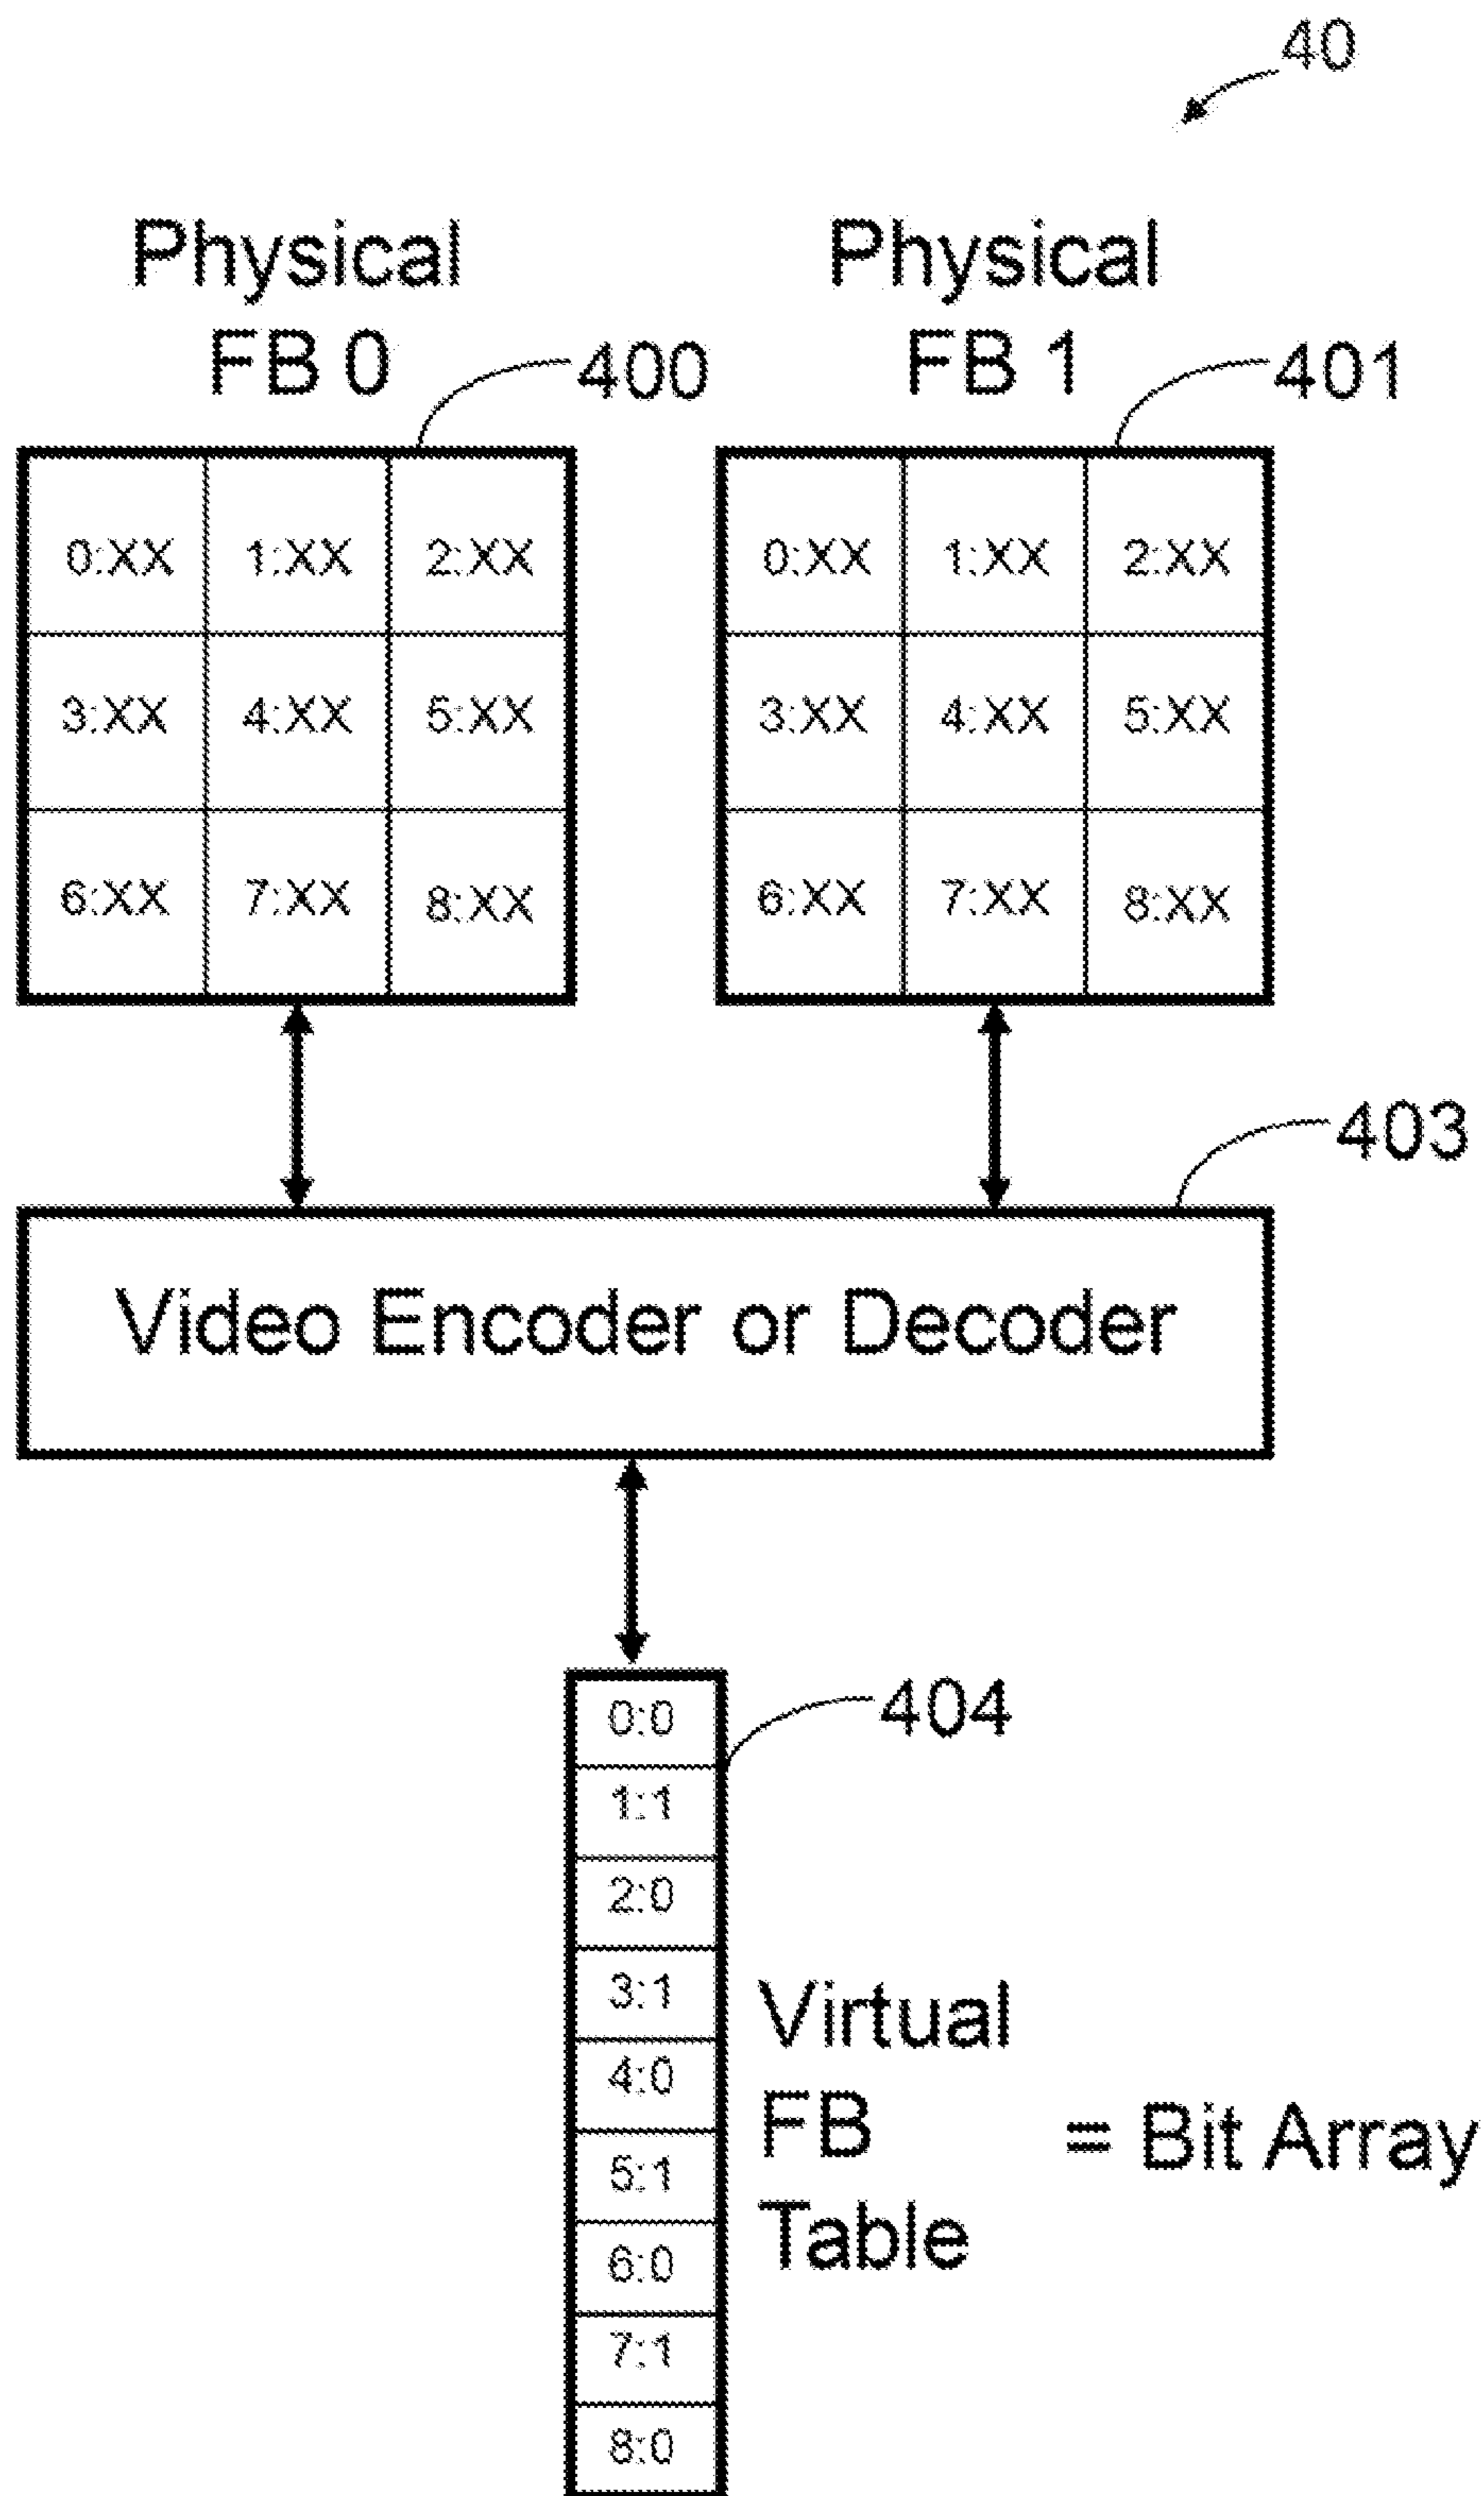 40
Physical FB 0
400
Physical FB 1
401
0:XX 1:XX 2:XX
3:XX 4:XX 5:XX
6:XX 7:XX 8:XX
0:XX 1:XX 2:XX
3:XX 4:XX 5:XX
6:XX 7:XX 8:XX
403
Video Encoder or Decoder
404
0:0
1:1
2:0
3:1
4:0
5:1
6:0
7:1
8:0
Virtual
FB
Table
= Bit Array